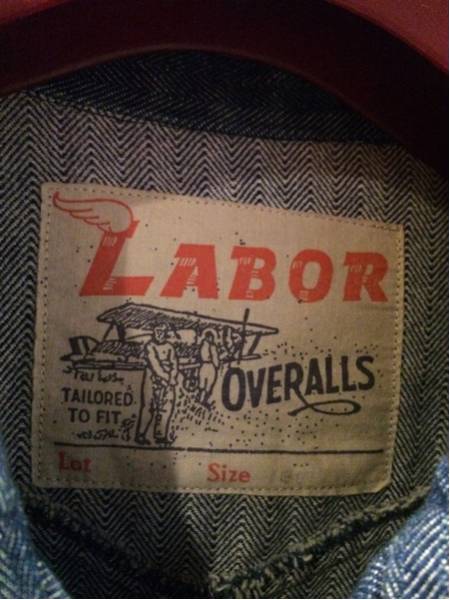 LABOR
OVERALLS
TAILORED
TO FIT
Lot Size